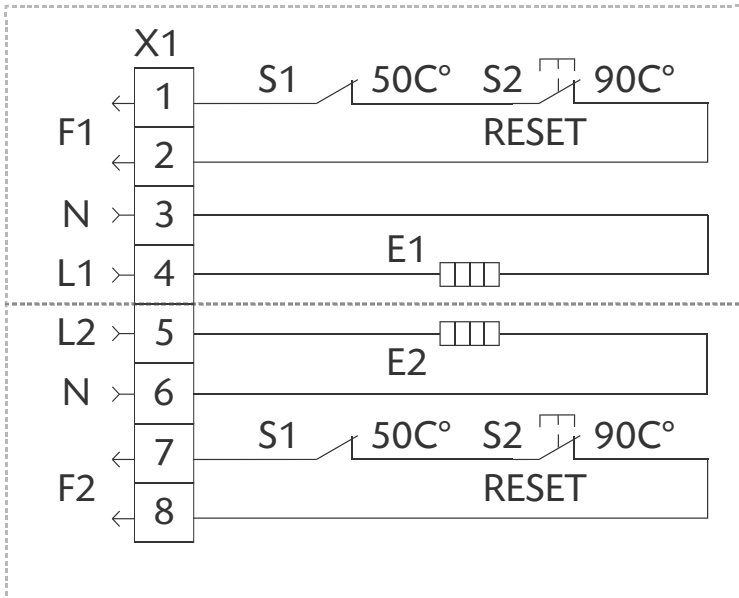 X1
1 S1 50C° S2 90C°
F1 RESET
2
N 3
E1
L1 4
L2 5
E2
N 6
7 S1 50C° S2 90C°
F2 RESET
8